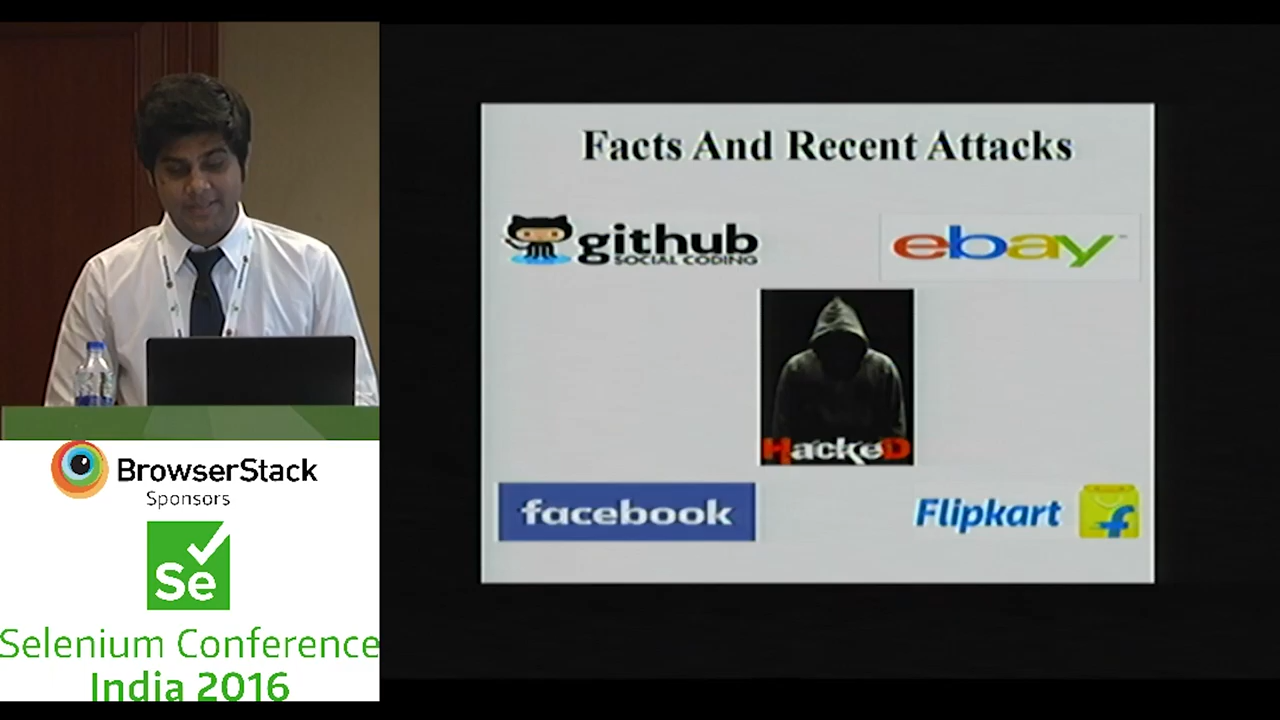 Facts And Recent Attacks
github
SOCIAL CODING
ebay
HackeD
facebook
Flipkart
f
BrowserStack
Sponsors
Se
Selenium Conference
India 2016